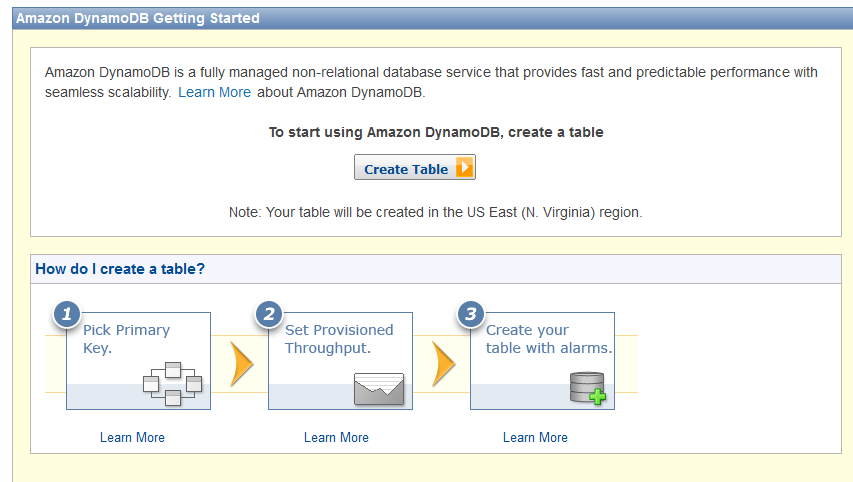 Amazon DynamoDB Getting Started
Amazon DynamoDB is a fully managed non-relational database service that provides fast and predictable performance with
seamless scalability. Learn More about Amazon DynamoDB.
To start using Amazon DynamoDB, create a table
Create Table
Note: Your table will be created in the US East (N. Virginia) region.
How do I create a table?
1
Pick Primary
Key.
Learn More
2
Set Provisioned
Throughput.
Learn More
3
Create your
table with alarms.
Learn More